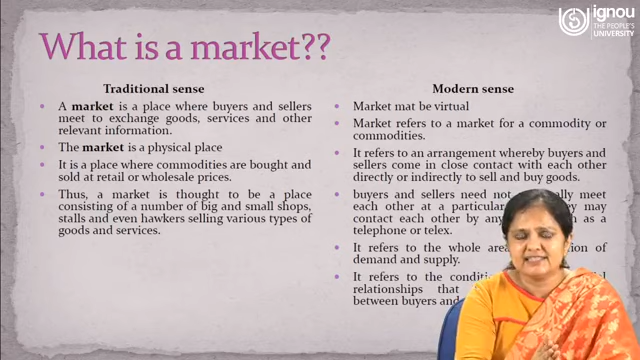 ignou
THE PEOPLE'S
UNIVERSITY
What is a market??
Traditional sense
• A market is a place where buyers and sellers
meet to exchange goods, services and other
relevant information.
• The market is a physical place
• It is a place where commodities are bought and
sold at retail or wholesale prices.
• Thus, a market is thought to be a place
consisting of a number of big and small shops,
stalls and even hawkers selling various types of
goods and services.
Modern sense
• Market mat be virtual
• Market refers to a market for a commodity or
commodities.
• It refers to an arrangement whereby buyers and
sellers come in close contact with each other
directly or indirectly to sell and buy goods.
• buyers and sellers need not meet
each other at a particular may
contact each other by any as a
telephone or telex.
• It refers to the whole area of
demand and supply.
• It refers to the
relationships that
between buyers and